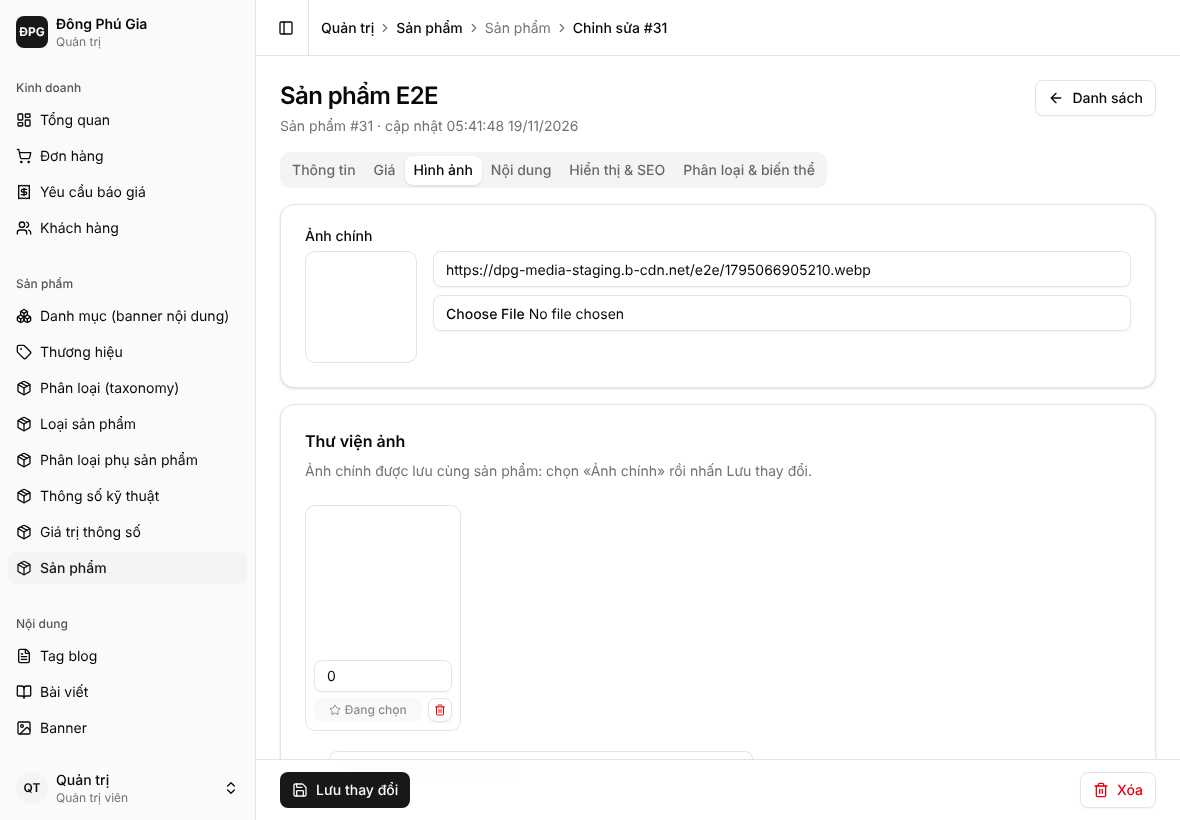 ĐPG
Đông Phú Gia
Quản trị
Kinh doanh
Tổng quan
Đơn hàng
Yêu cầu báo giá
Khách hàng
Sản phẩm
Danh mục (banner nội dung)
Thương hiệu
Phân loại (taxonomy)
Loại sản phẩm
Phân loại phụ sản phẩm
Thông số kỹ thuật
Giá trị thông số
Sản phẩm
Nội dung
Tag blog
Bài viết
Banner
QT
Quản trị
Quản trị viên
Quản trị > Sản phẩm > Sản phẩm > Chỉnh sửa #31
Sản phẩm E2E
Sản phẩm #31 · cập nhật 05:41:48 19/11/2026
Danh sách
Thông tin Giá Hình ảnh Nội dung Hiển thị & SEO Phân loại & biến thể
Ảnh chính
https://dpg-media-staging.b-cdn.net/e2e/1795066905210.webp
Choose File No file chosen
Thư viện ảnh
Ảnh chính được lưu cùng sản phẩm: chọn «Ảnh chính» rồi nhấn Lưu thay đổi.
0
Đang chọn
Lưu thay đổi
Xóa